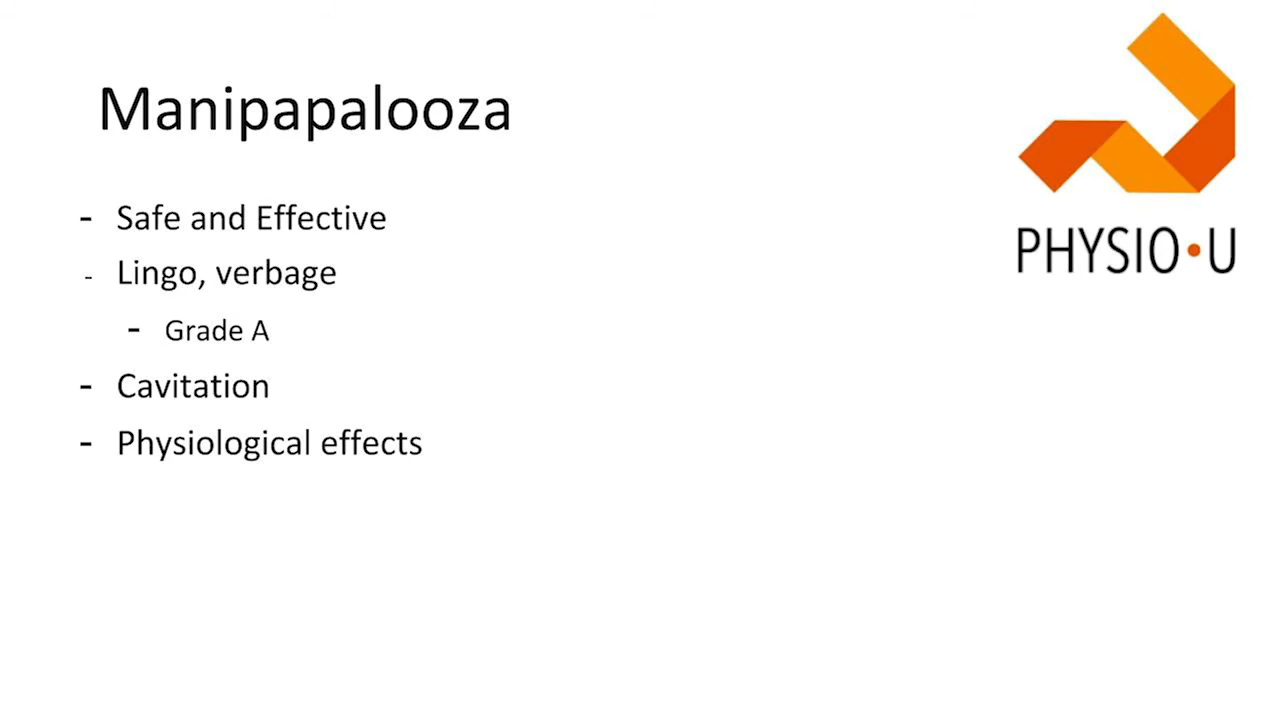 Manipapalooza
- Safe and Effective
- Lingo, verbage
- Grade A
- Cavitation
- Physiological effects
PHYSIO•U